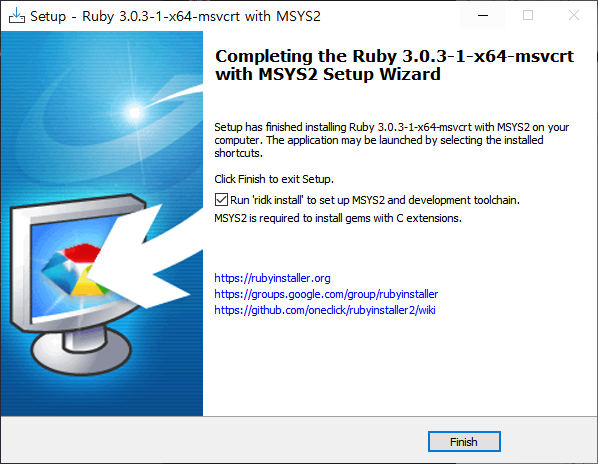 Setup - Ruby 3.0.3-1-x64-msvcrt with MSYS2
Completing the Ruby 3.0.3-1-x64-msvcrt
with MSYS2 Setup Wizard
Setup has finished installing Ruby 3.0.3-1-x64-msvcrt with MSYS2 on your
computer. The application may be launched by selecting the installed
shortcuts.
Click Finish to exit Setup.
Run 'ridk install' to set up MSYS2 and development toolchain.
MSYS2 is required to install gems with C extensions.
https://rubyinstaller.org
https://groups.google.com/group/rubyinstaller
https://github.com/oneclick/rubyinstaller2/wiki
Finish